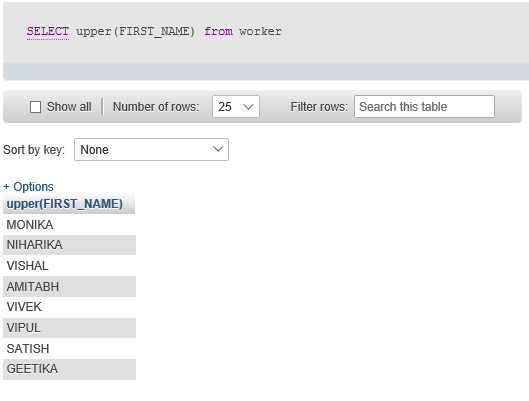 SELECT upper(FIRST_NAME) from worker
Show all Number of rows: 25 Filter rows: Search this table
Sort by key: None
+ Options
upper(FIRST_NAME)
MONIKA
NIHARIKA
VISHAL
AMITABH
VIVEK
VIPUL
SATISH
GEETIKA